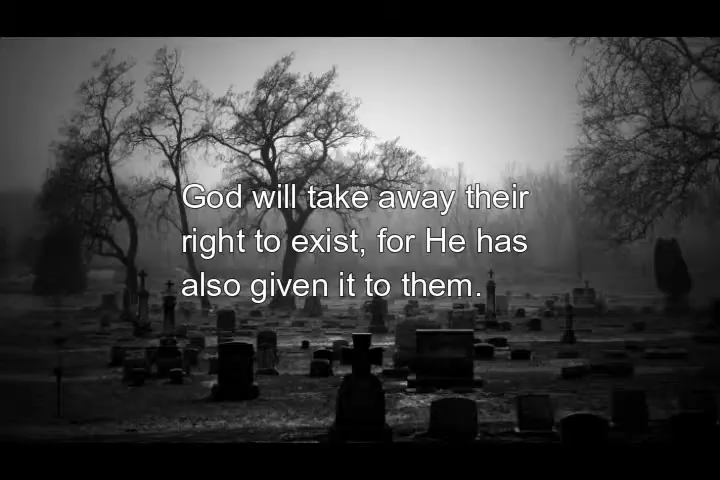 God will take away their
right to exist, for He has
also given it to them.